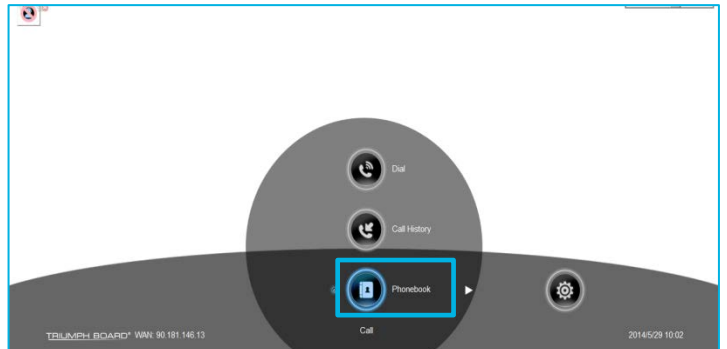 Dial
Call History
Phonebook
Call
TRIUMPH BOARD® WAN: 90.181.146.13
2014/5/29 10:02